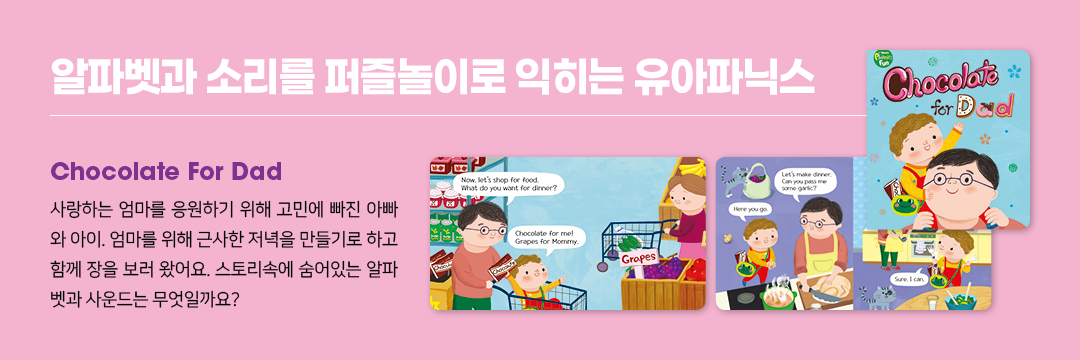 알파벳과 소리를 퍼즐놀이로 익히는 유아파닉스
Chocolate For Dad
사랑하는 엄마를 응원하기 위해 고민에 빠진 아빠
와 아이. 엄마를 위해 근사한 저녁을 만들기로 하고
함께 장을 보러 왔어요. 스토리속에 숨어있는 알파
벳과 사운드는 무엇일까요?
Now, let's shop for food.
What do you want for dinner?
Chocolate for me!
Grapes for Mommy.
Chocolate
Chocolate
Grapes
Let's make dinner.
Can you pass me
some garlic?
Here you go.
Chocolate
for Dad
Sure, I can.